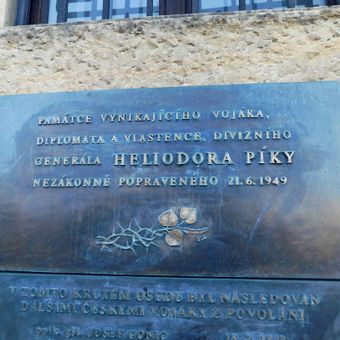 PAMÁTCE VYNIKAJÍCÍHO VOJÁKA,
DIPLOMATA A VLASTENCE, DIVIZNÍHO
GENERÁLA HELIODORA PÍKY
NEZÁKONNĚ POPRAVENÉHO 21.6.1949
V TOMTO KRUTÉM OSUDU BYL NÁSLEDOVÁN
DALŠÍMI ČESKÝMI VOJÁKY Z POVOLÁNÍ
JOSEF